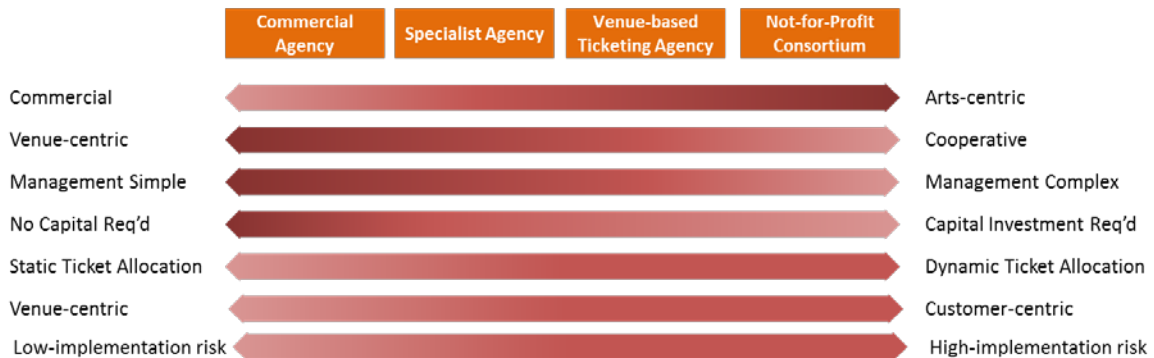 Commercial
Agency
Specialist Agency
Venue-based
Ticketing Agency
Not-for-Profit
Consortium
Commercial
Arts-centric
Venue-centric
Cooperative
Management Simple
Management Complex
No Capital Req'd
Capital Investment Req'd
Static Ticket Allocation
Dynamic Ticket Allocation
Venue-centric
Customer-centric
Low-implementation risk
High-implementation risk